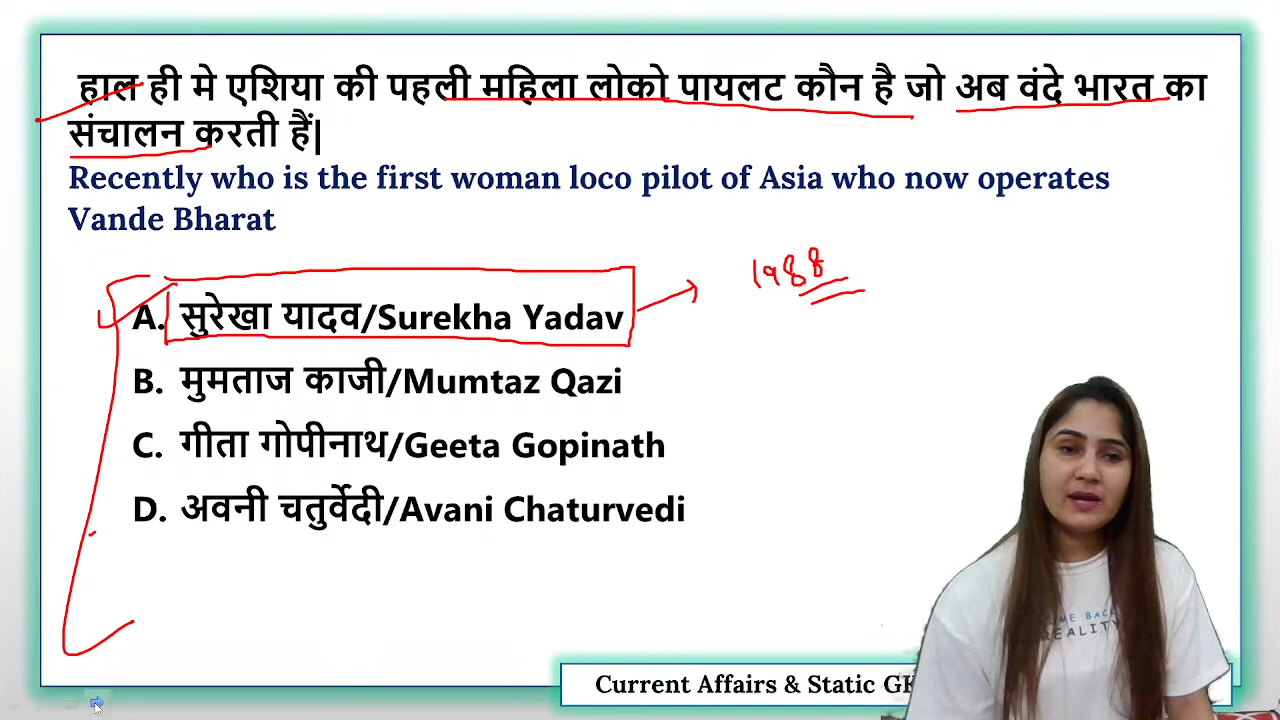 हाल ही मे एशिया की पहली महिला लोको पायलट कौन है जो अब वंदे भारत का
संचालन करती हैं|
Recently who is the first woman loco pilot of Asia who now operates
Vande Bharat
1988
A. सुरेखा यादव/Surekha Yadav
B. मुमताज काजी/Mumtaz Qazi
C. गीता गोपीनाथ/Geeta Gopinath
D. अवनी चतुर्वेदी/Avani Chaturvedi
BACK
REALITY
Current Affairs & Static GK